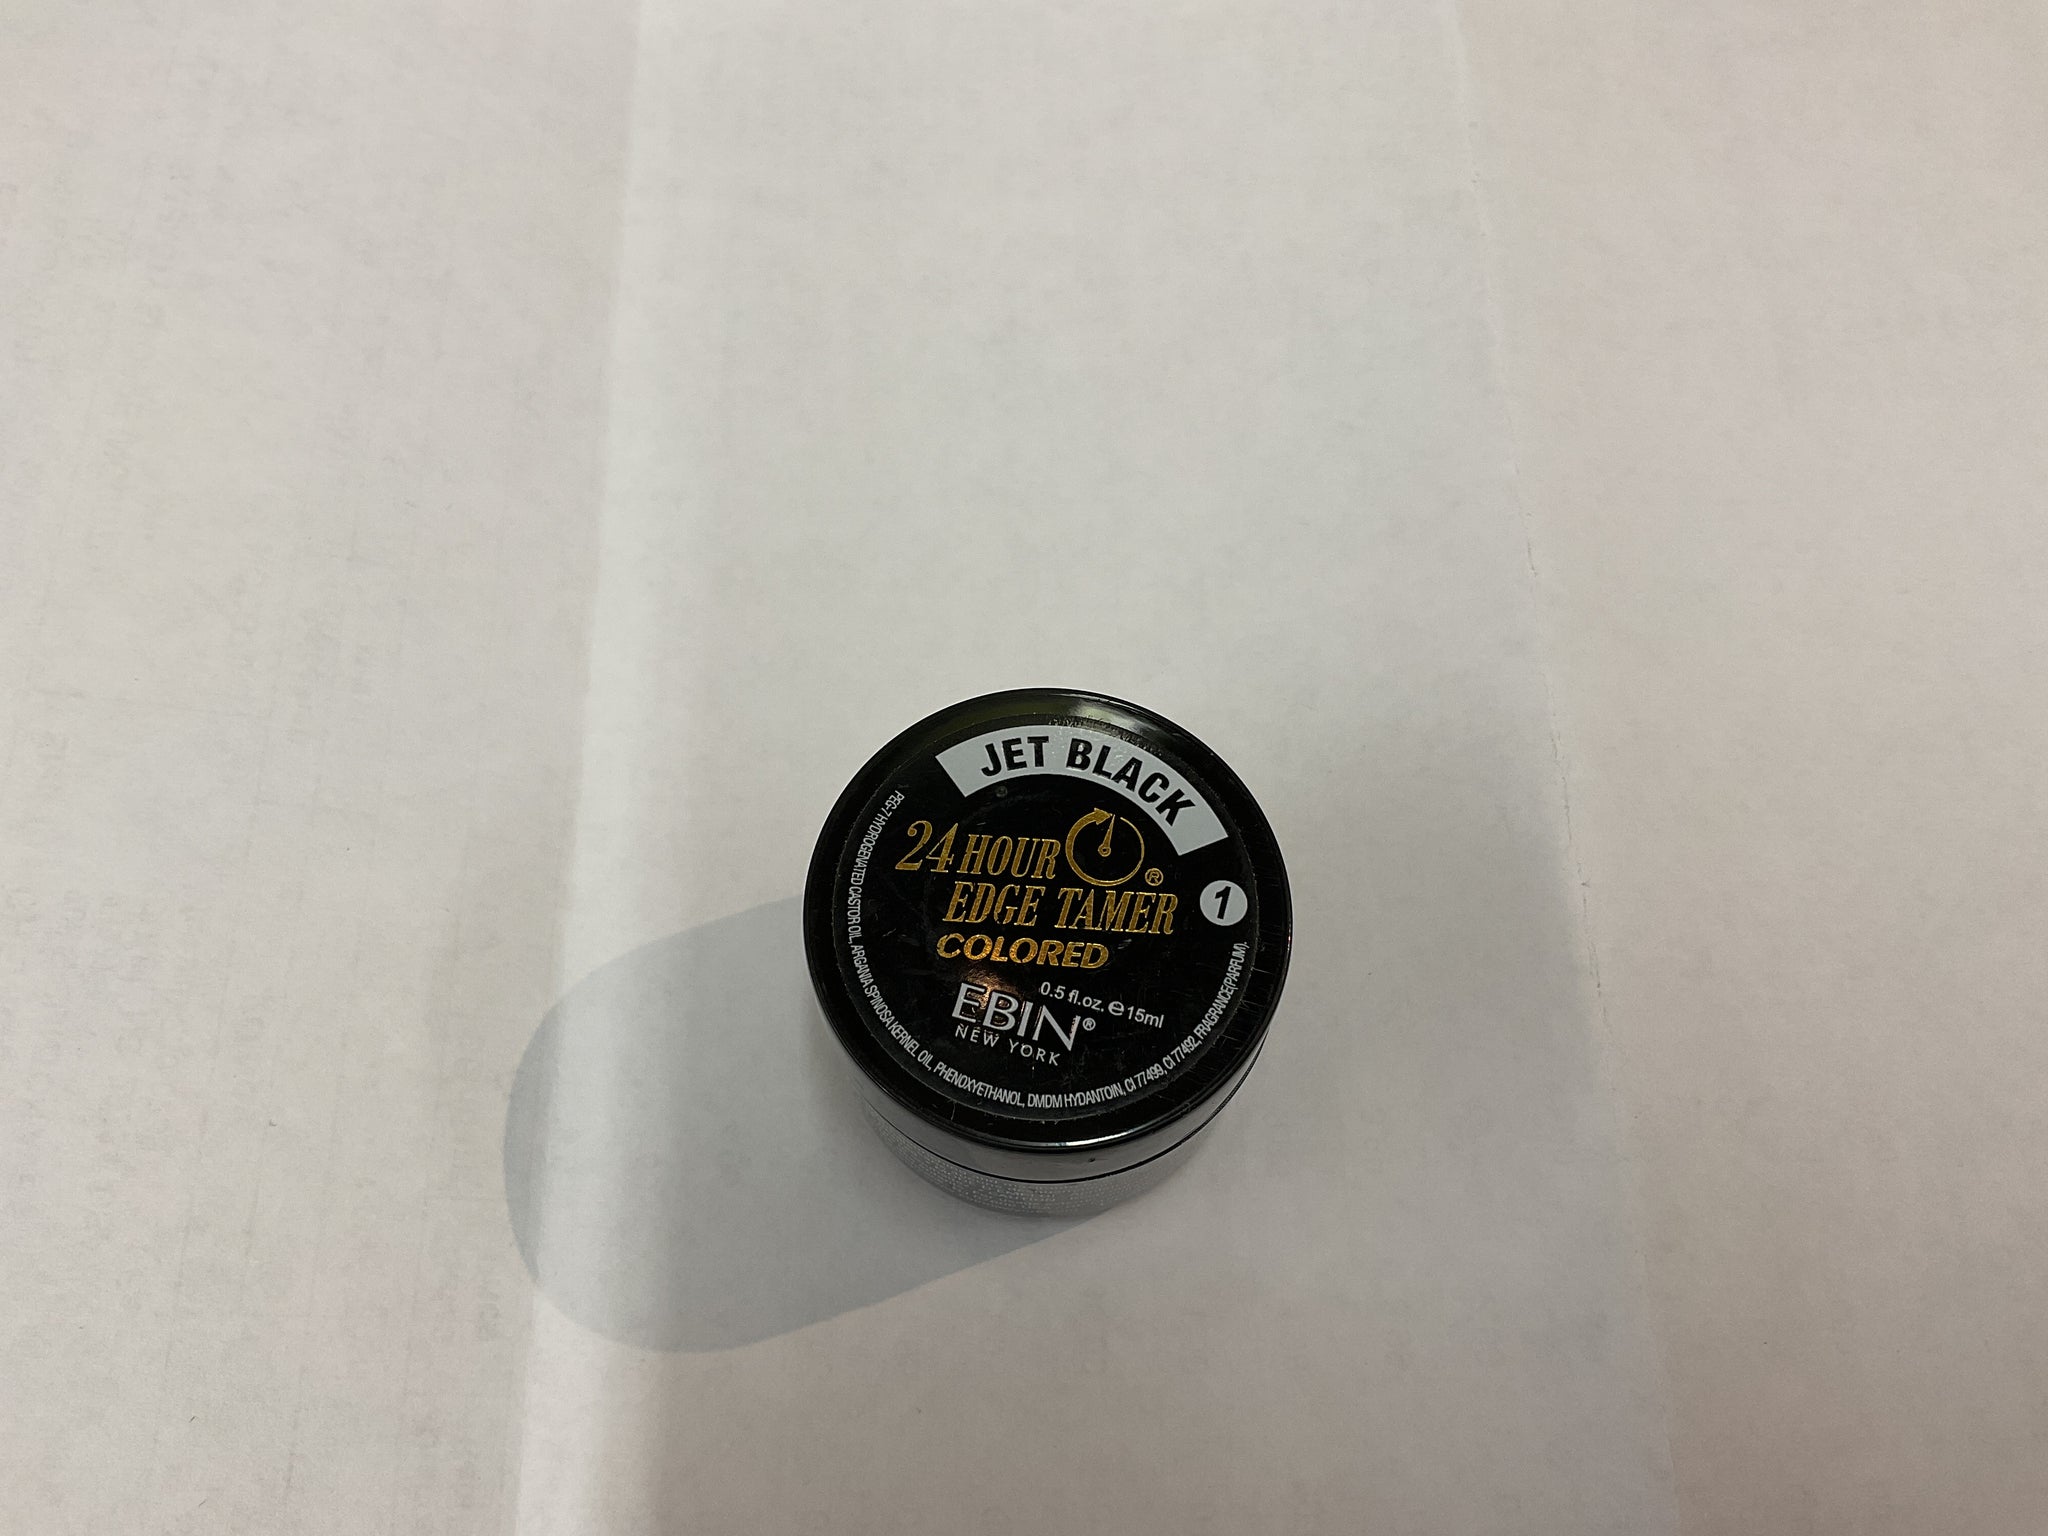 JET BLACK
24 HOUR ®
EDGE TAMER
COLORED
1
0.5 fl.oz. ℮ 15ml
EBIN®
NEW YORK
PEG-7 HYDROGENATED CASTOR OIL, ARGANIA SPINOSA KERNEL OIL, PHENOXYETHANOL, DMDM HYDANTOIN, CI 77499, CI 77492, FRAGRANCE(PARFUM).